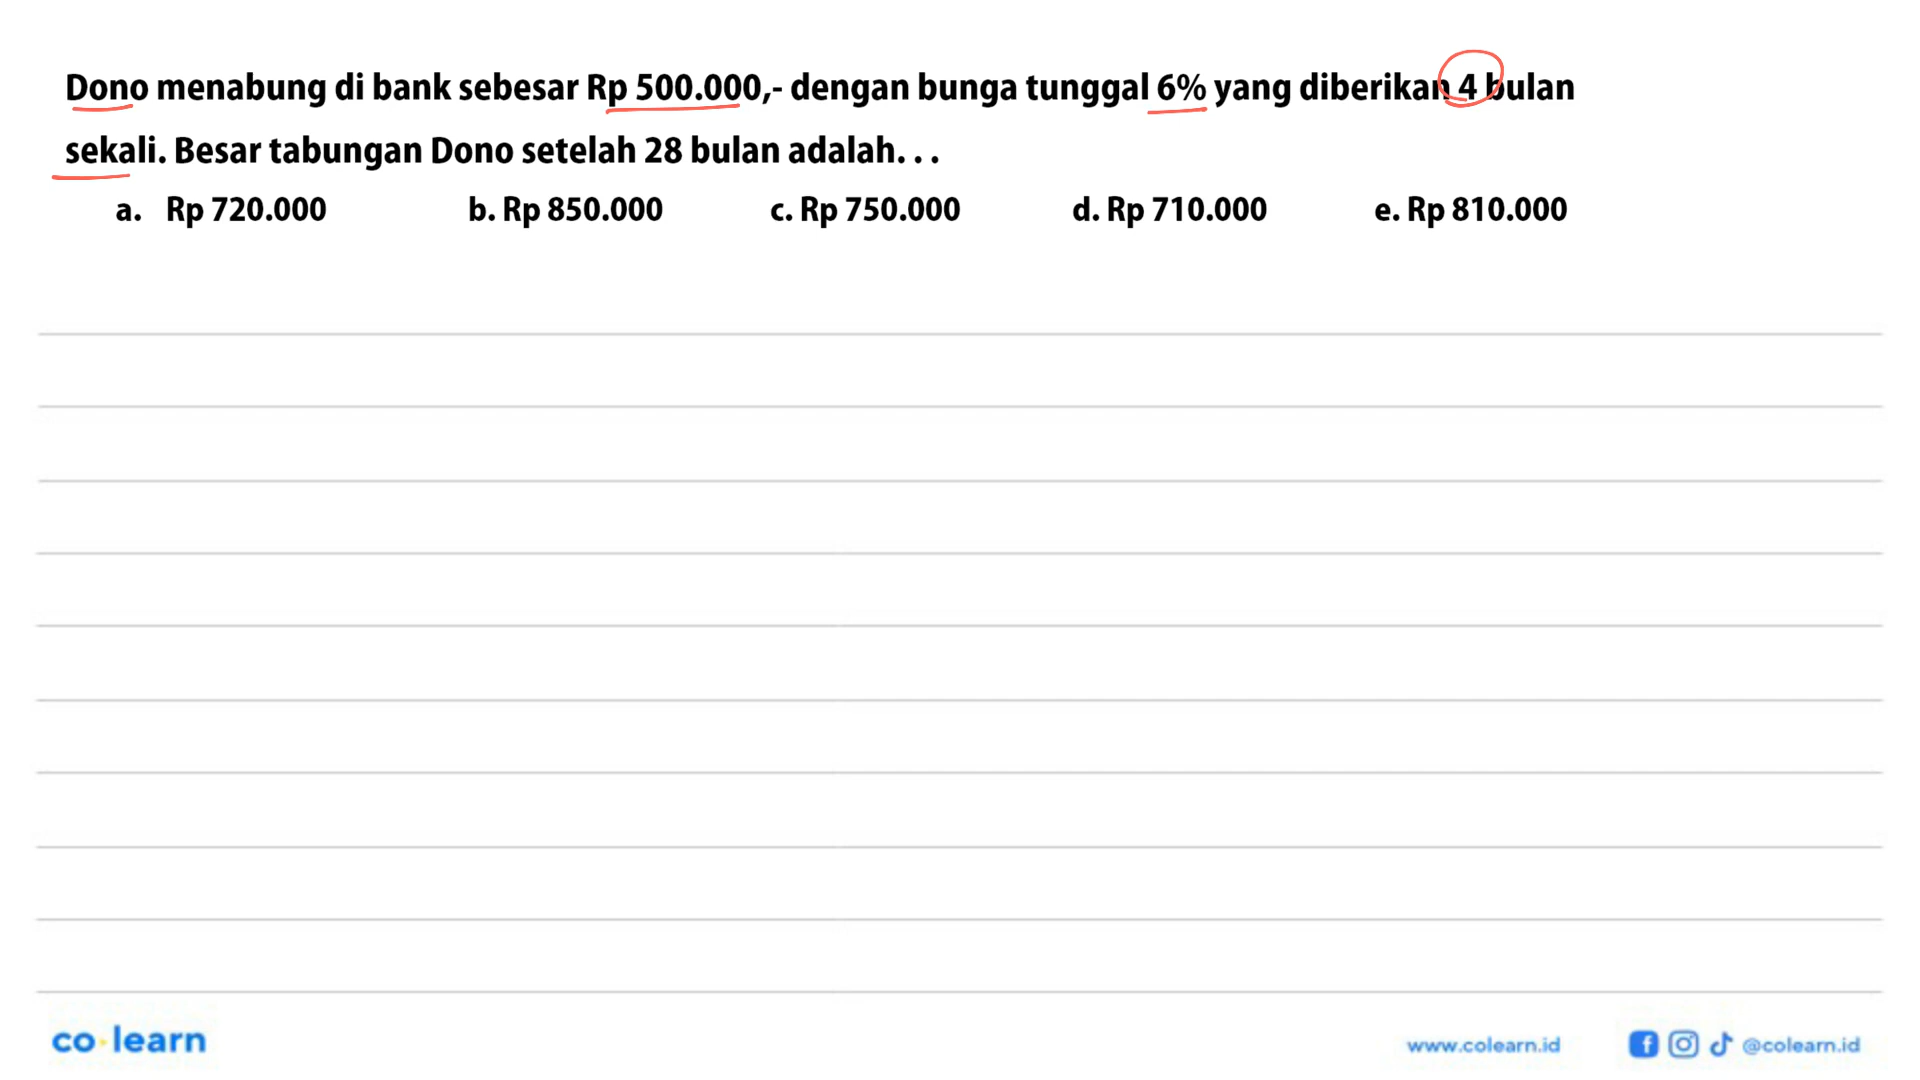 Dono menabung di bank sebesar Rp 500.000,- dengan bunga tunggal 6% yang diberikan 4 bulan
sekali. Besar tabungan Dono setelah 28 bulan adalah. . .
a. Rp 720.000 b. Rp 850.000 c. Rp 750.000 d. Rp 710.000 e. Rp 810.000
co·learn www.colearn.id @colearn.id